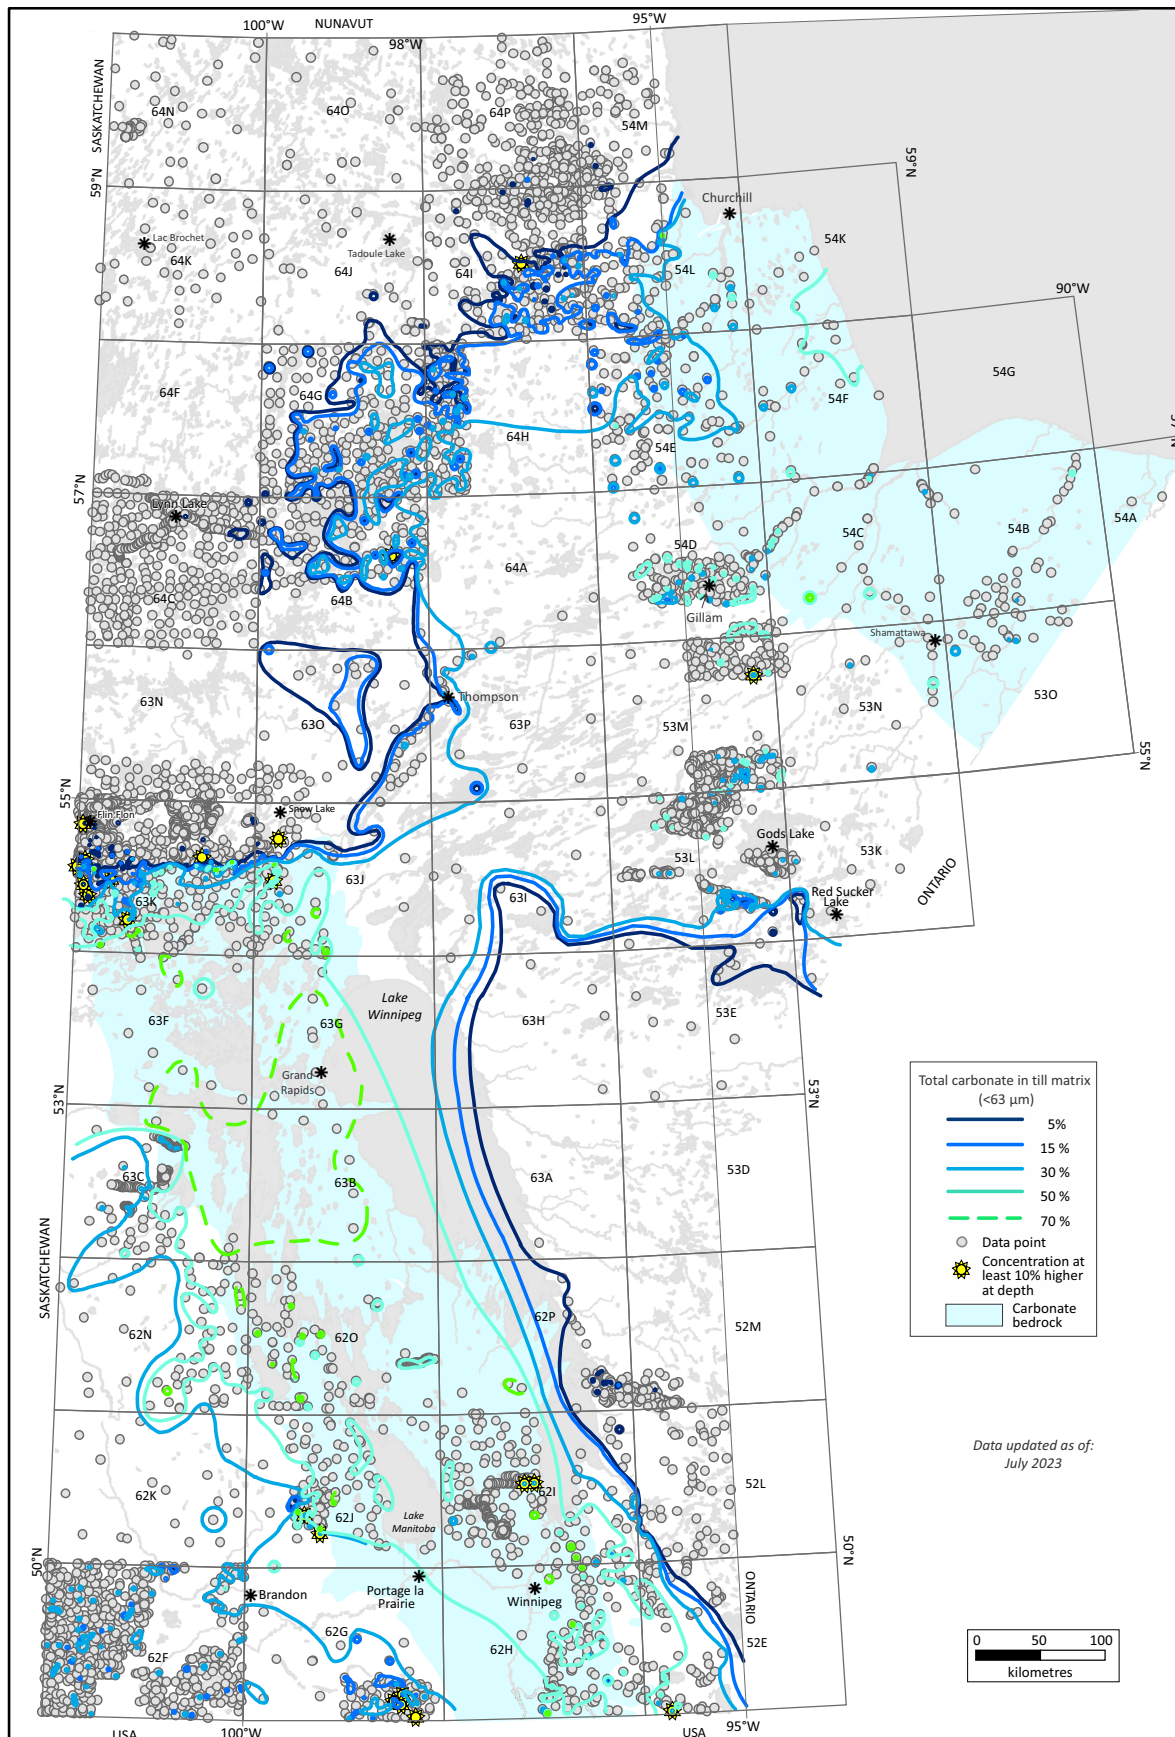 NUNAVUT
100°W
98°W
95°W
SASKATCHEWAN
64N
64O
64P
54M
59°N
59°N
Churchill
Lac Brochet
64K
Tadoule Lake
64J
64I
54L
54K
90°W
64F
64G
64H
54E
54F
54G
57°N
Lynn Lake
64C
64B
64A
54D
Gillam
54C
54B
54A
Shamattawa
63N
63O
Thompson
63P
53M
53N
53O
55°N
55°N
Flin Flon
Snow Lake
63K
63J
63I
53L
Gods Lake
53K
Red Sucker
Lake
ONTARIO
63F
63G
Lake
Winnipeg
63H
53E
Grand
Rapids
53°N
53°N
63C
63B
63A
53D
SASKATCHEWAN
62N
62O
62P
52M
62K
62J
Lake
Manitoba
62I
52L
50°N
50°N
Brandon
Portage la
Prairie
Winnipeg
ONTARIO
62F
62G
62H
52E
USA
100°W
USA
95°W
Total carbonate in till matrix
(<63 µm)
5%
15 %
30 %
50 %
70 %
Data point
Concentration at
least 10% higher
at depth
Carbonate
bedrock
Data updated as of:
July 2023
0 50 100
kilometres